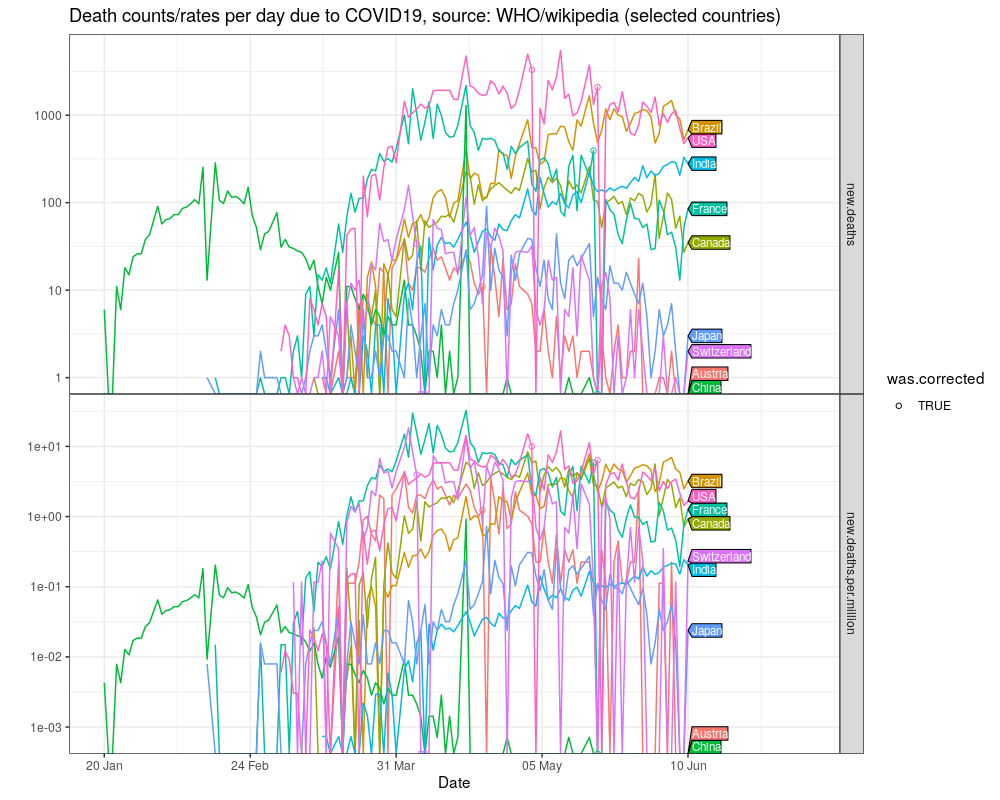 Death counts/rates per day due to COVID19, source: WHO/wikipedia (selected countries)
1000
100
10
1
Brazil
USA
India
France
Canada
Japan
Switzerland
Austria
China
new.deaths
1e+01
1e+00
1e-01
1e-02
1e-03
Brazil
USA
France
Canada
Switzerland
India
Japan
Austria
China
new.deaths.per.million
20 Jan
24 Feb
31 Mar
05 May
10 Jun
Date
was.corrected
TRUE